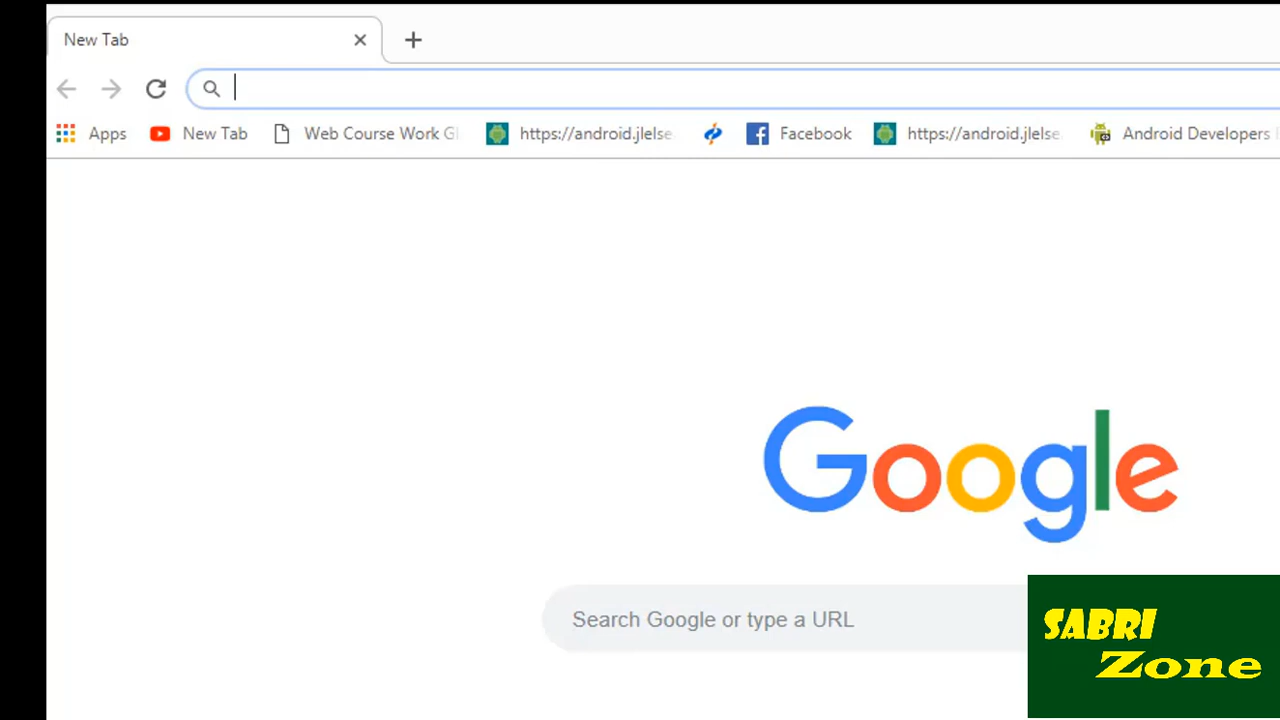 New Tab
Apps New Tab Web Course Work Gl https://android.jlelse. Facebook https://android.jlelse. Android Developers
Google
Search Google or type a URL
SABRI
Zone